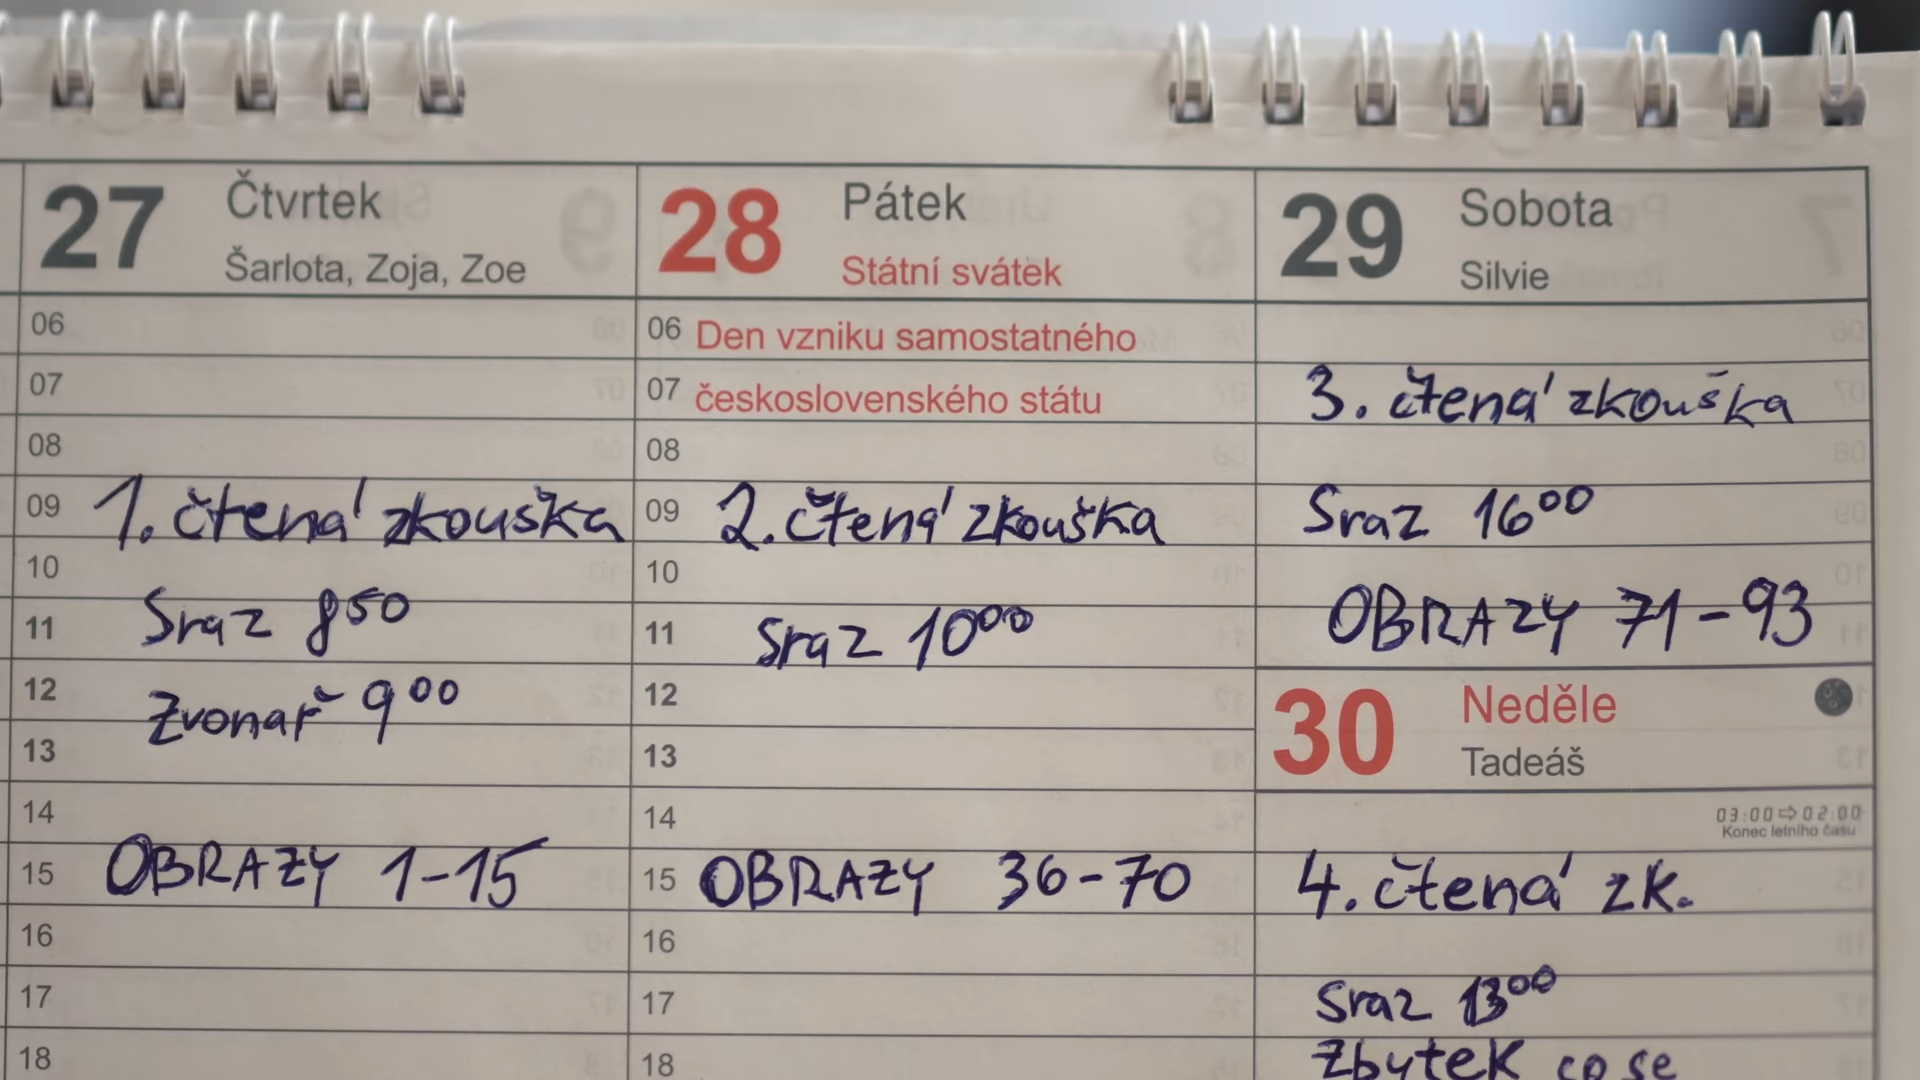 27 Čtvrtek
Šarlota, Zoja, Zoe
06
07
08
09 1. čtená zkouška
10
11 Sraz 8⁵⁰
12 Zvonař 9⁰⁰
13
14
15 OBRAZY 1-15
16
17
18
28 Pátek
Státní svátek
06 Den vzniku samostatného
07 československého státu
08
09 2. čtená zkouška
10
11 Sraz 10⁰⁰
12
13
14
15 OBRAZY 36-70
16
17
18
29 Sobota
Silvie
3. čtená zkouška
Sraz 16⁰⁰
OBRAZY 71-93
30 Neděle
Tadeáš
03:00⇨02:00
Konec letního času
4. čtená zk.
Sraz 13⁰⁰
Zbytek co se